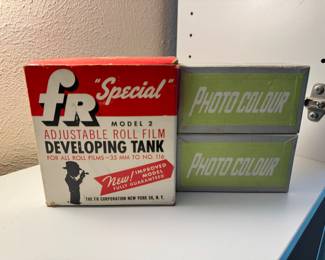 fR "Special"
MODEL 2
ADJUSTABLE ROLL FILM
DEVELOPING TANK
FOR ALL ROLL FILMS-35 MM TO NO. 116
New! IMPROVED
MODEL
FULLY GUARANTEED
THE FR CORPORATION NEW YORK 50, N. Y.
PHOTO COLOUR
PHOTO COLOUR